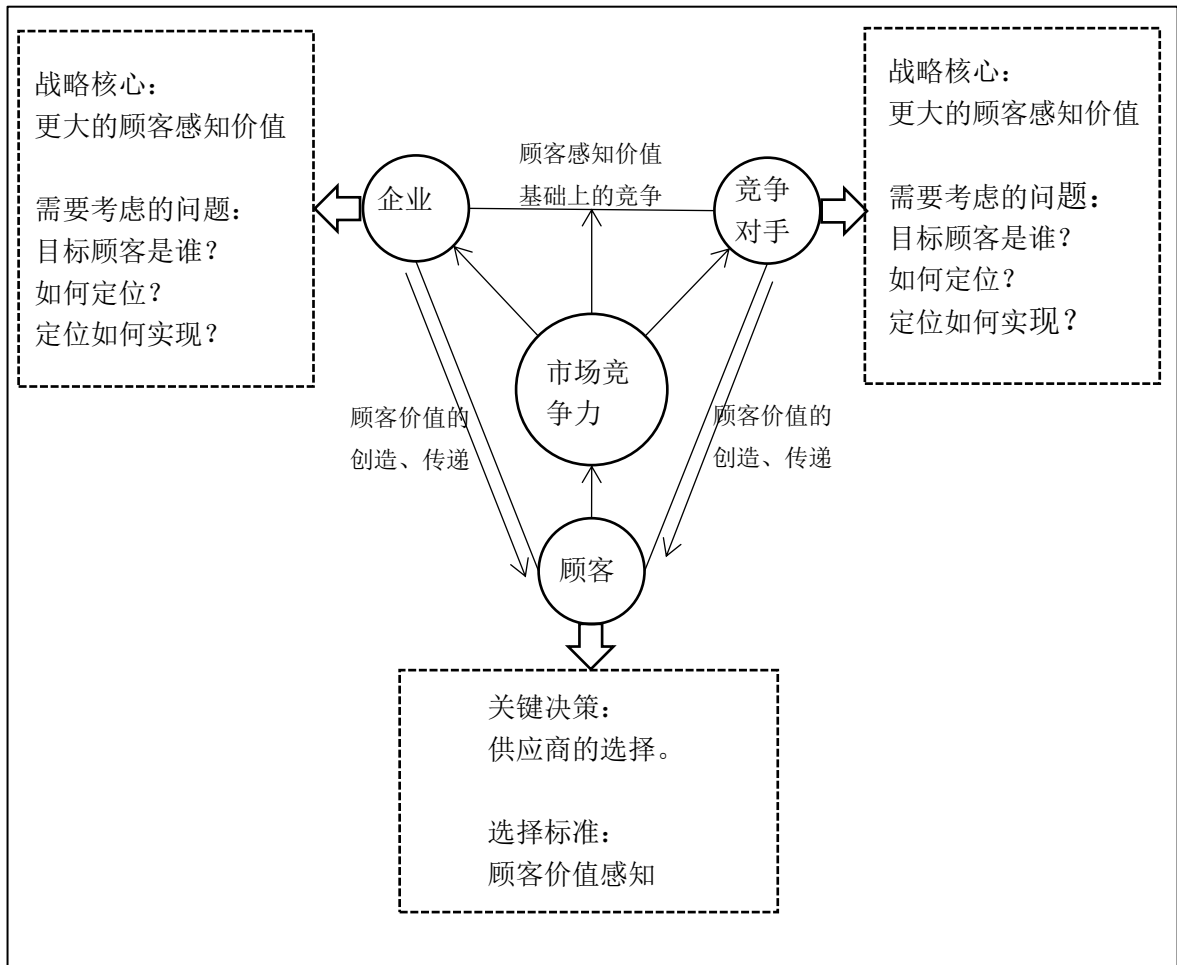 战略核心：
更大的顾客感知价值
需要考虑的问题：
目标顾客是谁？
如何定位？
定位如何实现？
企业
顾客感知价值
基础上的竞争
竞争
对手
战略核心：
更大的顾客感知价值
需要考虑的问题：
目标顾客是谁？
如何定位？
定位如何实现？
市场竞
争力
顾客价值的
创造、传递
顾客价值的
创造、传递
顾客
关键决策：
供应商的选择。
选择标准：
顾客价值感知